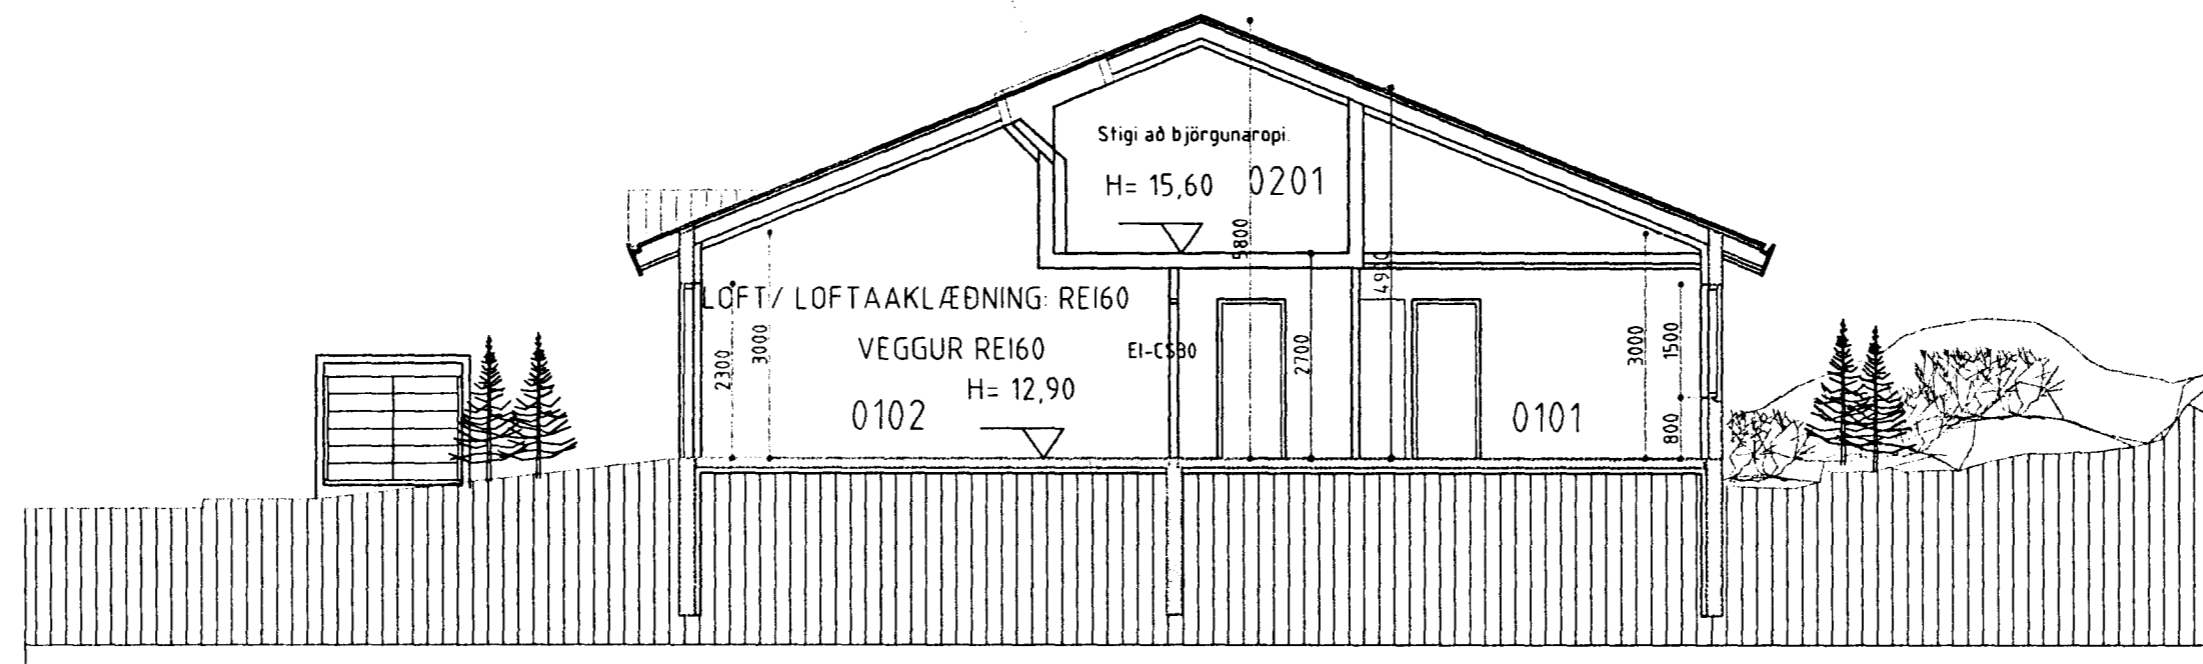 Stigi að björgunaropi.
H= 15,60 0201
5800
4900
LOFT/ LOFTAAKLÆÐNING: REI60
VEGGUR REI60
EI-CS30
H= 12,90
0102
0101
2300
3000
2700
3000
1500
800